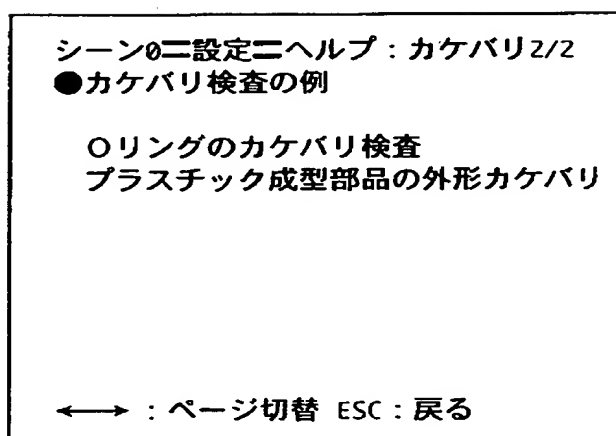 シーン0〓設定〓ヘルプ：カケバリ2/2
●カケバリ検査の例
Oリングのカケバリ検査
プラスチック成型部品の外形カケバリ
←→：ページ切替 ESC：戻る